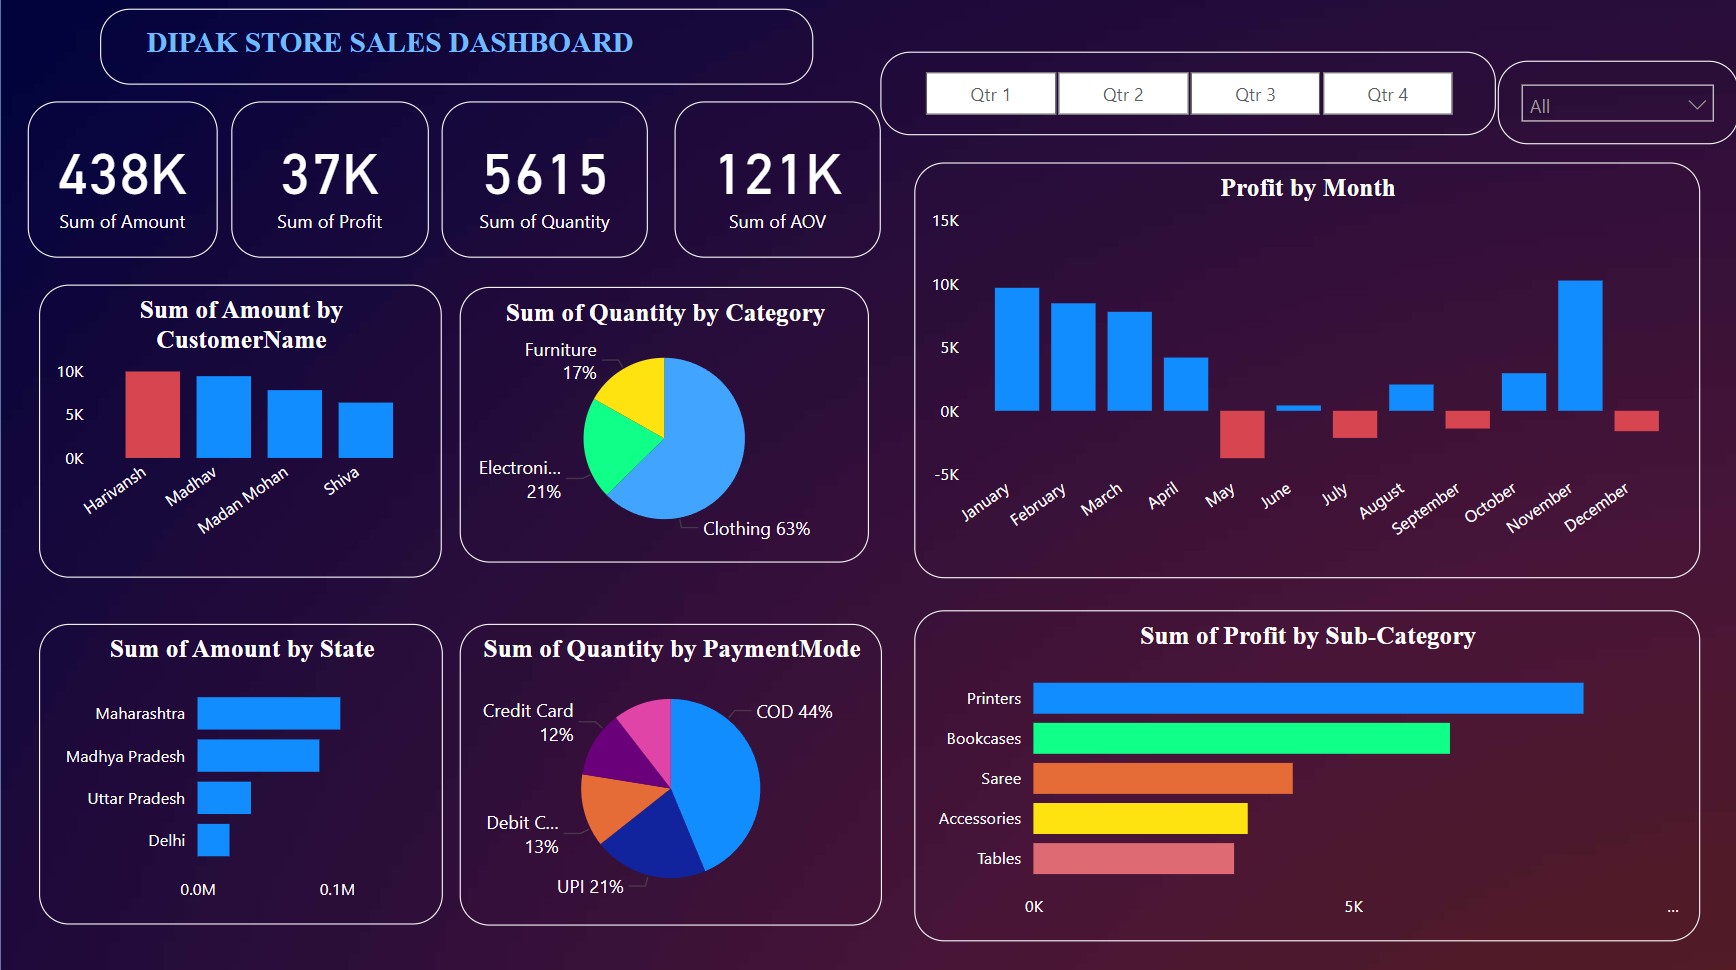 DIPAK STORE SALES DASHBOARD
Qtr 1
Qtr 2
Qtr 3
Qtr 4
All
438K
Sum of Amount
37K
Sum of Profit
5615
Sum of Quantity
121K
Sum of AOV
Sum of Amount by
CustomerName
10K
5K
0K
Harivansh
Madhav
Madan Mohan
Shiva
Sum of Quantity by Category
Furniture
17%
Electroni...
21%
Clothing 63%
Profit by Month
15K
10K
5K
0K
-5K
January
February
March
April
May
June
July
August
September
October
November
December
Sum of Amount by State
Maharashtra
Madhya Pradesh
Uttar Pradesh
Delhi
0.0M
0.1M
Sum of Quantity by PaymentMode
Credit Card
12%
COD 44%
Debit C...
13%
UPI 21%
Sum of Profit by Sub-Category
Printers
Bookcases
Saree
Accessories
Tables
0K
5K
...